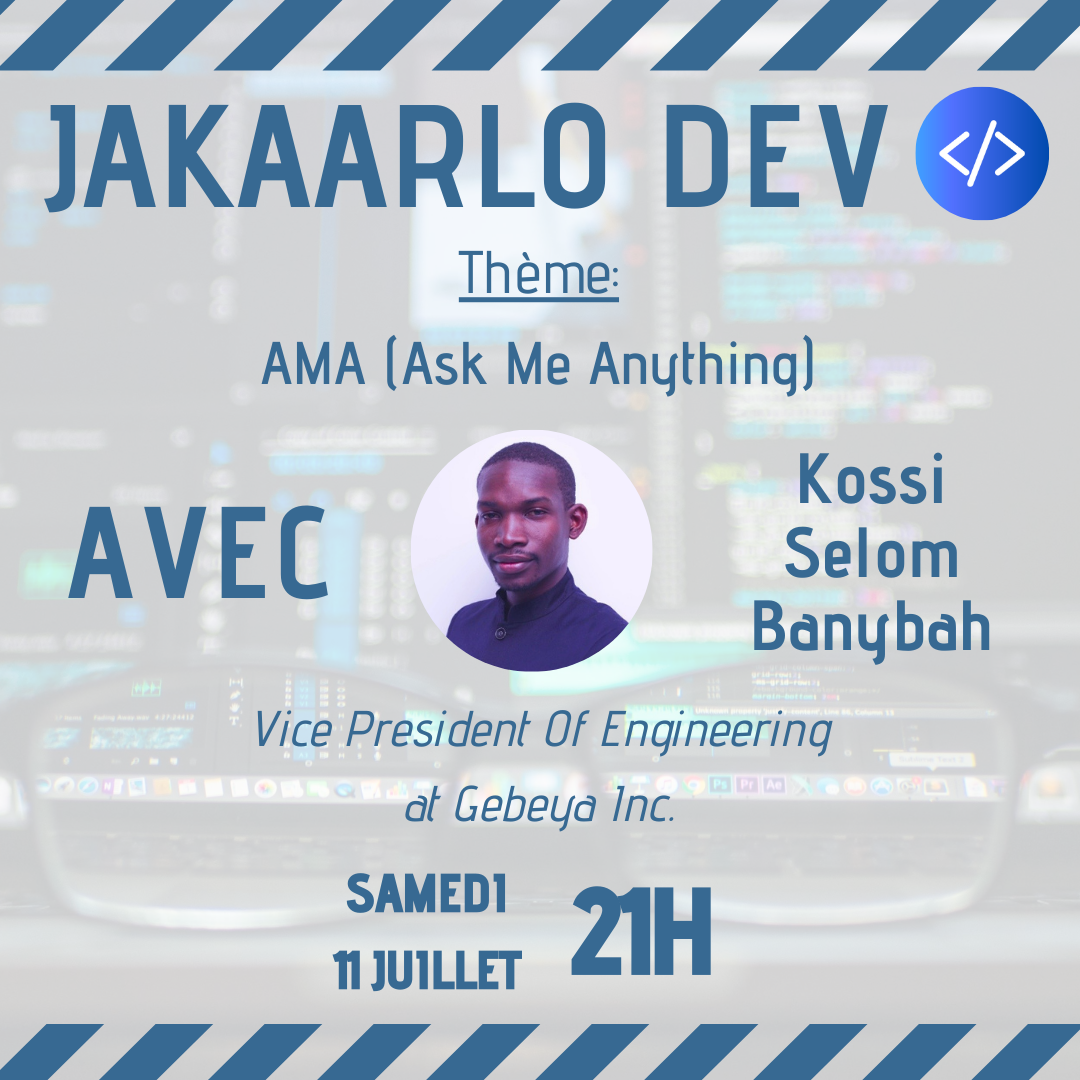 JAKAARLO DEV </>
Thème:
AMA (Ask Me Anything)
AVEC
Kossi
Selom
Banybah
Vice President Of Engineering
at Gebeya Inc.
SAMEDI
11 JUILLET
21H